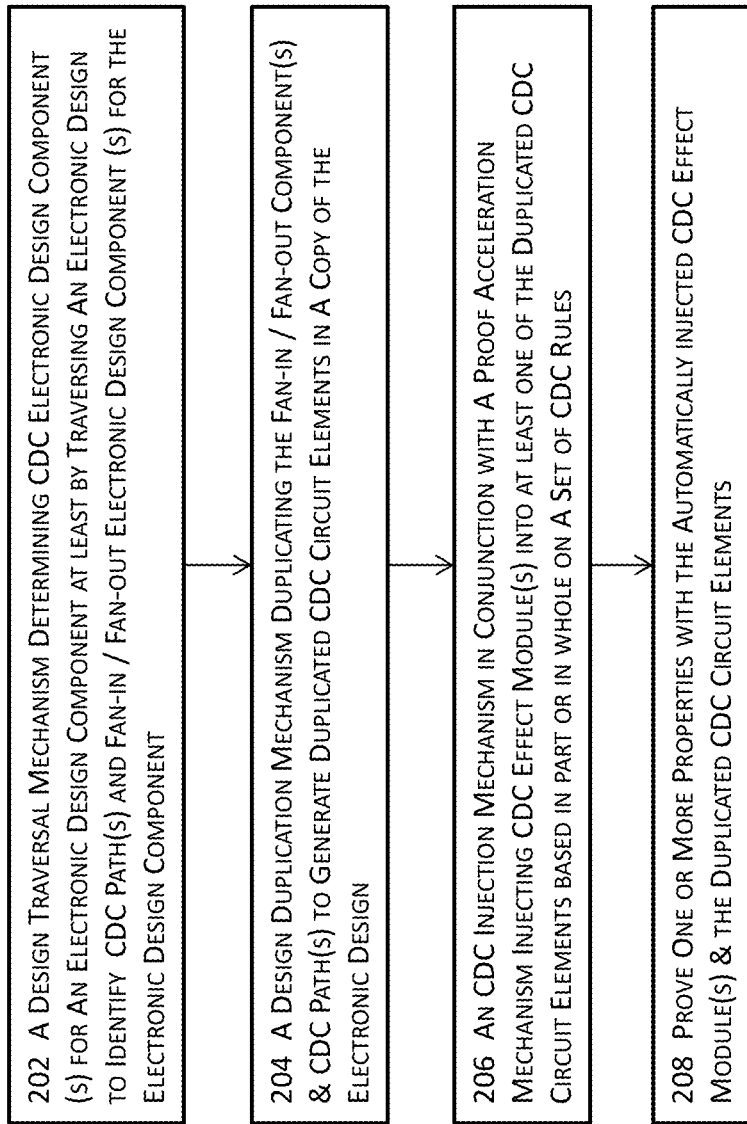 202 A DESIGN TRAVERSAL MECHANISM DETERMINING CDC ELECTRONIC DESIGN COMPONENT
(S) FOR AN ELECTRONIC DESIGN COMPONENT AT LEAST BY TRAVERSING AN ELECTRONIC DESIGN
TO IDENTIFY CDC PATH(S) AND FAN-IN / FAN-OUT ELECTRONIC DESIGN COMPONENT (S) FOR THE
ELECTRONIC DESIGN COMPONENT
204 A DESIGN DUPLICATION MECHANISM DUPLICATING THE FAN-IN / FAN-OUT COMPONENT(S)
& CDC PATH(S) TO GENERATE DUPLICATED CDC CIRCUIT ELEMENTS IN A COPY OF THE
ELECTRONIC DESIGN
206 AN CDC INJECTION MECHANISM IN CONJUNCTION WITH A PROOF ACCELERATION
MECHANISM INJECTING CDC EFFECT MODULE(S) INTO AT LEAST ONE OF THE DUPLICATED CDC
CIRCUIT ELEMENTS BASED IN PART OR IN WHOLE ON A SET OF CDC RULES
208 PROVE ONE OR MORE PROPERTIES WITH THE AUTOMATICALLY INJECTED CDC EFFECT
MODULE(S) & THE DUPLICATED CDC CIRCUIT ELEMENTS